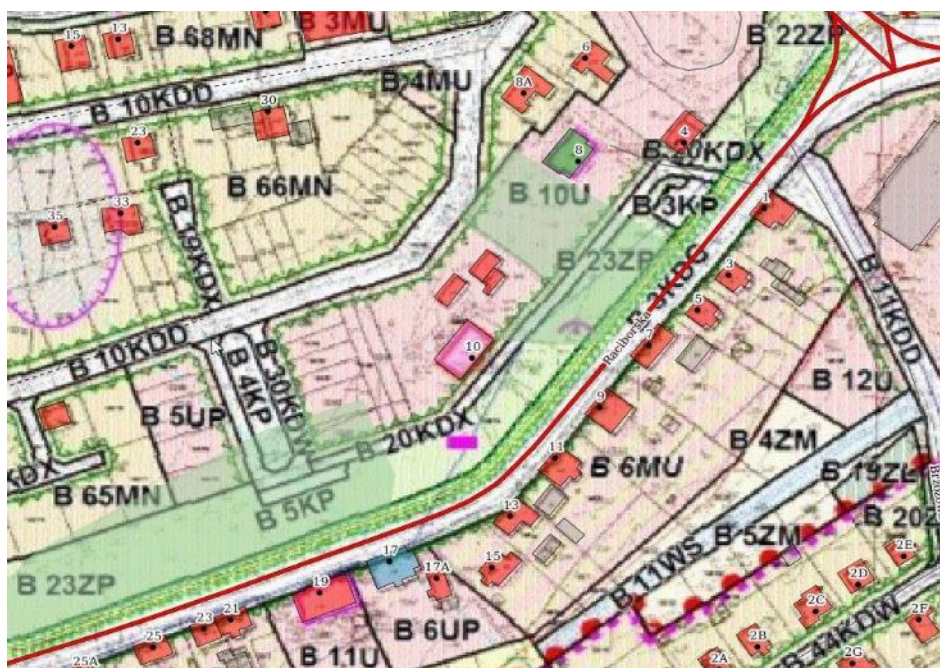 B 3MU
15
13
B 68MN
B 22ZP
6
B 4MU
8A
B 10KDD
30
23
4
B 20KDX
8
B 66MN
B 10U
B 3KP
33
35
B 19KDX
1
B 23ZP
3
B 11KDD
5
Raciborska
7
10
B 10KDD
B 4KP
B 30KDW
B 12U
B 5UP
9
B 20KDX
B 4ZM
11
B 6MU
KDX
B 65MN
B 19ZL
B 5KP
13
B 20Z
B 5ZM
17
15
2E
B 23ZP
17A
2D
19
B 11WS
2C
2F
23
21
B 6UP
B 44KDW
2B
25
B 11U
25A
2A
2G